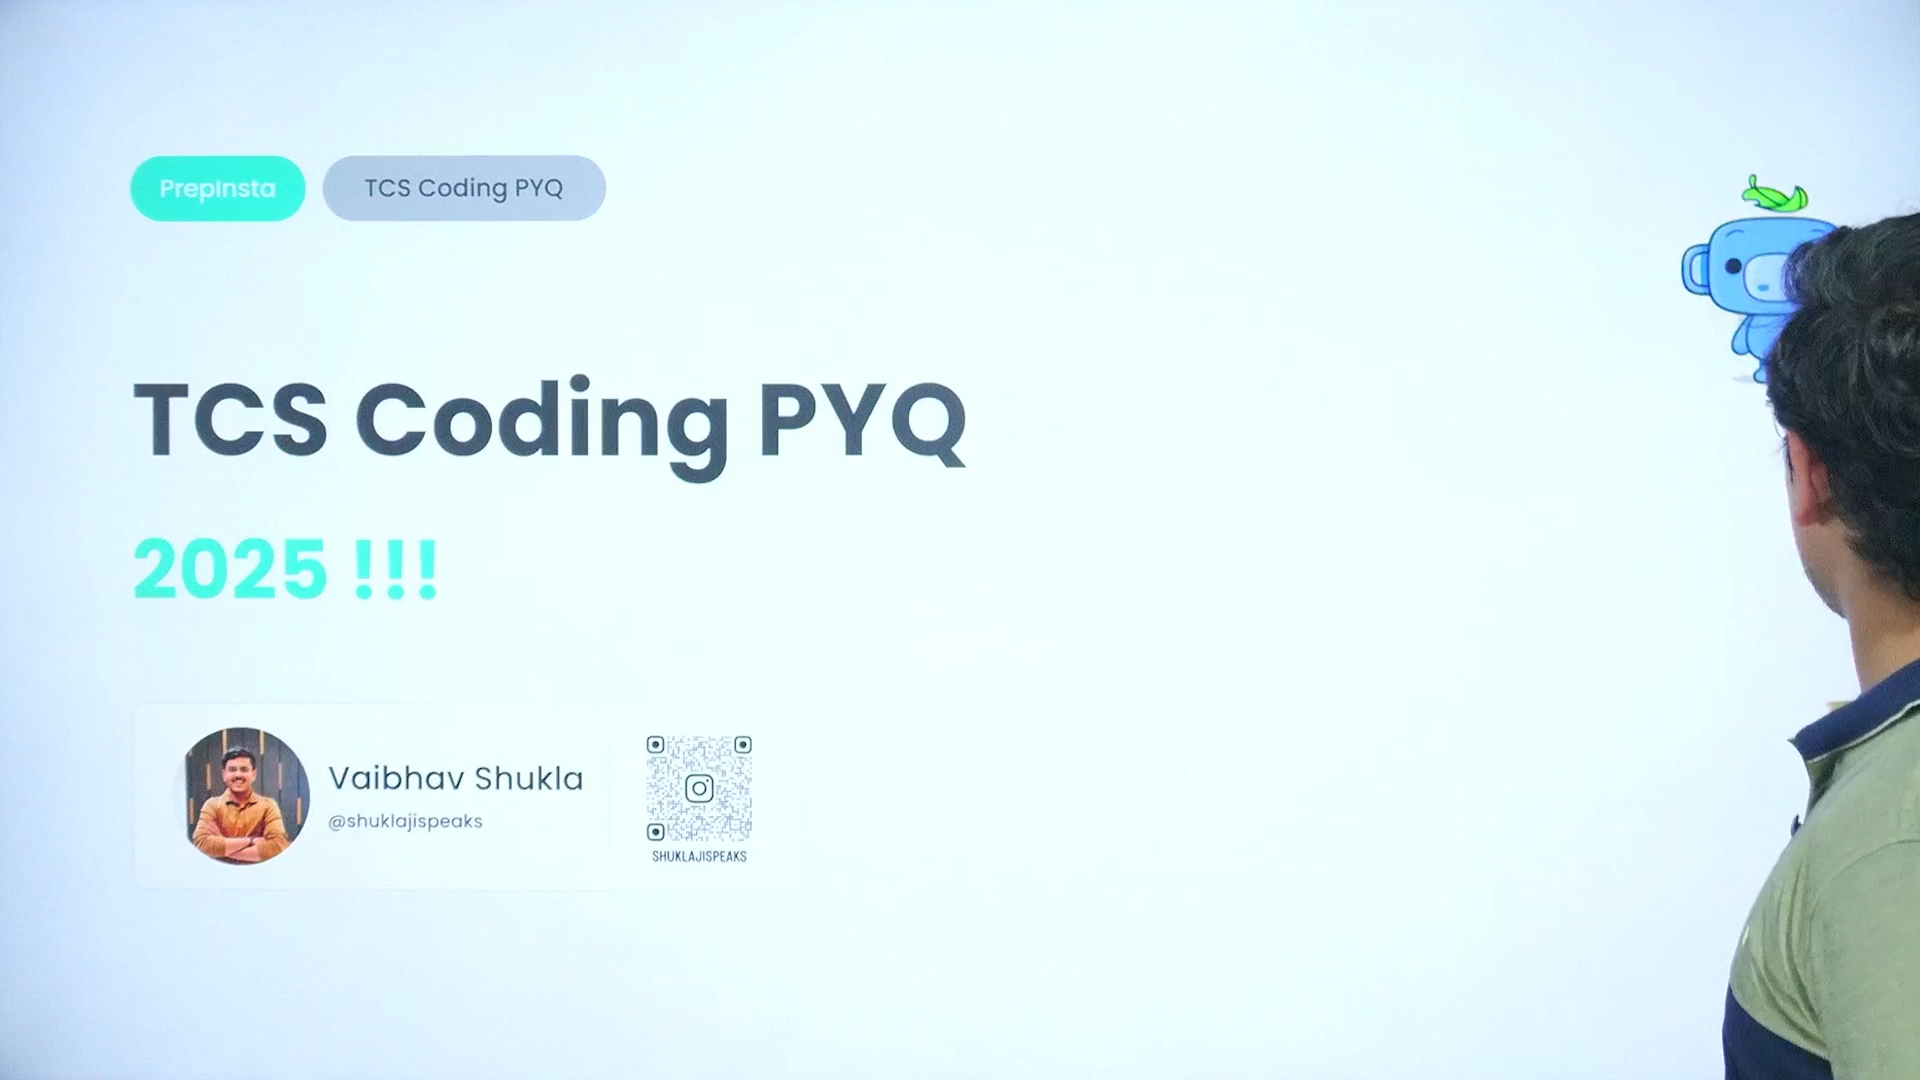 PrepInsta TCS Coding PYQ
TCS Coding PYQ
2025 !!!
Vaibhav Shukla
@shuklajispeaks
SHUKLAJISPEAKS